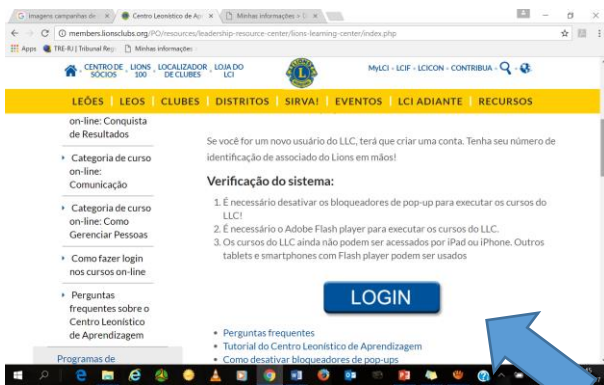 Imagens campanhas de
Centro Leonístico de Ap
Minhas informações > D
members.lionsclubs.org/PO/resources/leadership-resource-center/lions-learning-center/index.php
Apps
TRE-RJ | Tribunal Reg
Minhas informações
CENTRO DE SÓCIOS
LIONS 100
LOCALIZADOR DE CLUBES
LOJA DO LCI
MyLCI - LCIF - LCICON - CONTRIBUA -
LEÕES | LEOS | CLUBES | DISTRITOS | SIRVA! | EVENTOS | LCI ADIANTE | RECURSOS
on-line: Conquista
de Resultados
Categoria de curso
on-line:
Comunicação
Categoria de curso
on-line: Como
Gerenciar Pessoas
Como fazer login
nos cursos on-line
Perguntas
frequentes sobre o
Centro Leonístico
de Aprendizagem
Programas de
Se você for um novo usuário do LLC, terá que criar uma conta. Tenha seu número de
identificação de associado do Lions em mãos!
Verificação do sistema:
1. É necessário desativar os bloqueadores de pop-up para executar os cursos do
LLC!
2. É necessário o Adobe Flash player para executar os cursos do LLC.
3. Os cursos do LLC ainda não podem ser acessados por iPad ou iPhone. Outros
tablets e smartphones com Flash player podem ser usados
LOGIN
Perguntas frequentes
Tutorial do Centro Leonístico de Aprendizagem
Como desativar bloqueadores de pop-ups